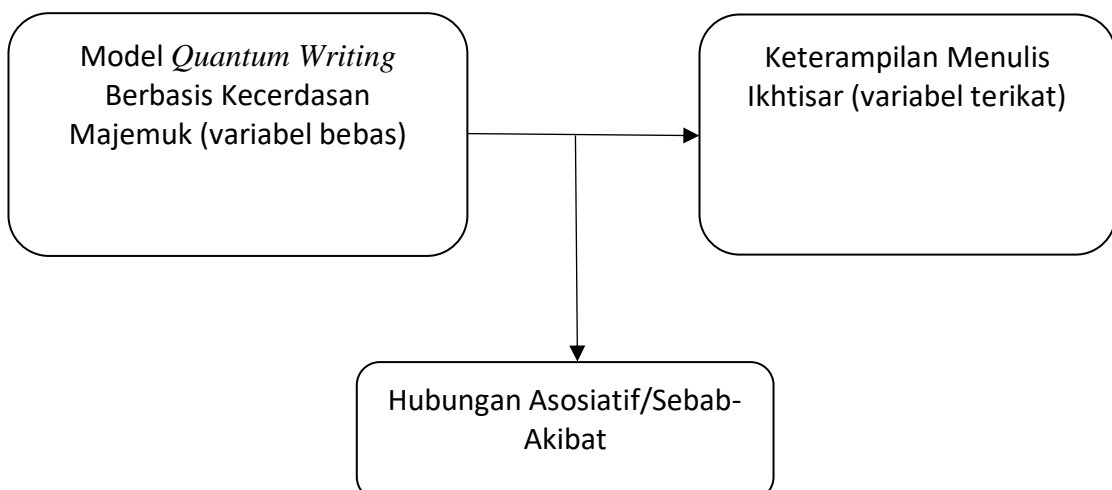 Model Quantum Writing
Berbasis Kecerdasan
Majemuk (variabel bebas)
Keterampilan Menulis
Ikhtisar (variabel terikat)
Hubungan Asosiatif/Sebab-
Akibat